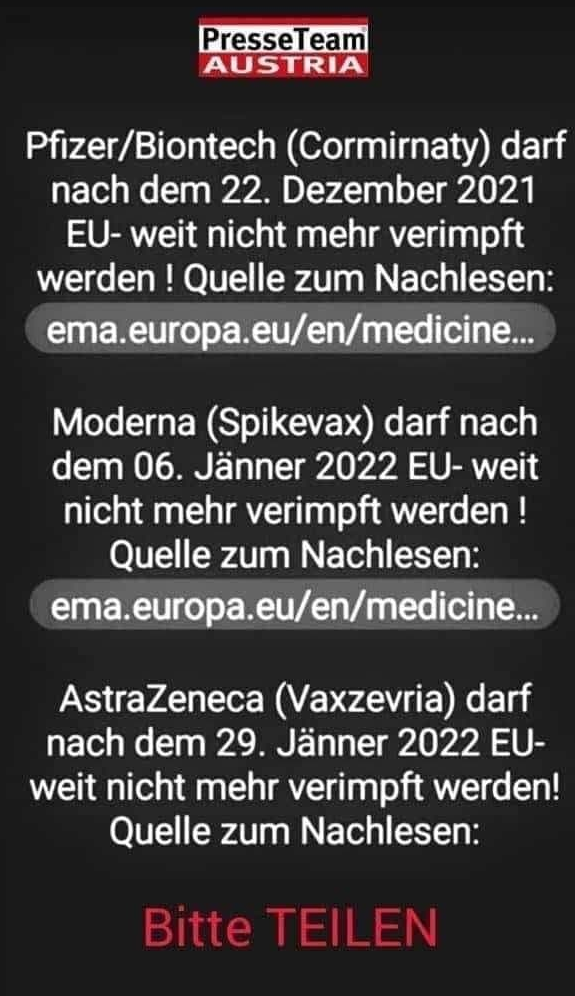 PresseTeam
AUSTRIA
Pfizer/Biontech (Cormirnaty) darf
nach dem 22. Dezember 2021
EU- weit nicht mehr verimpft
werden ! Quelle zum Nachlesen:
ema.europa.eu/en/medicine...
Moderna (Spikevax) darf nach
dem 06. Jänner 2022 EU- weit
nicht mehr verimpft werden !
Quelle zum Nachlesen:
ema.europa.eu/en/medicine...
AstraZeneca (Vaxzevria) darf
nach dem 29. Jänner 2022 EU-
weit nicht mehr verimpft werden!
Quelle zum Nachlesen:
Bitte TEILEN